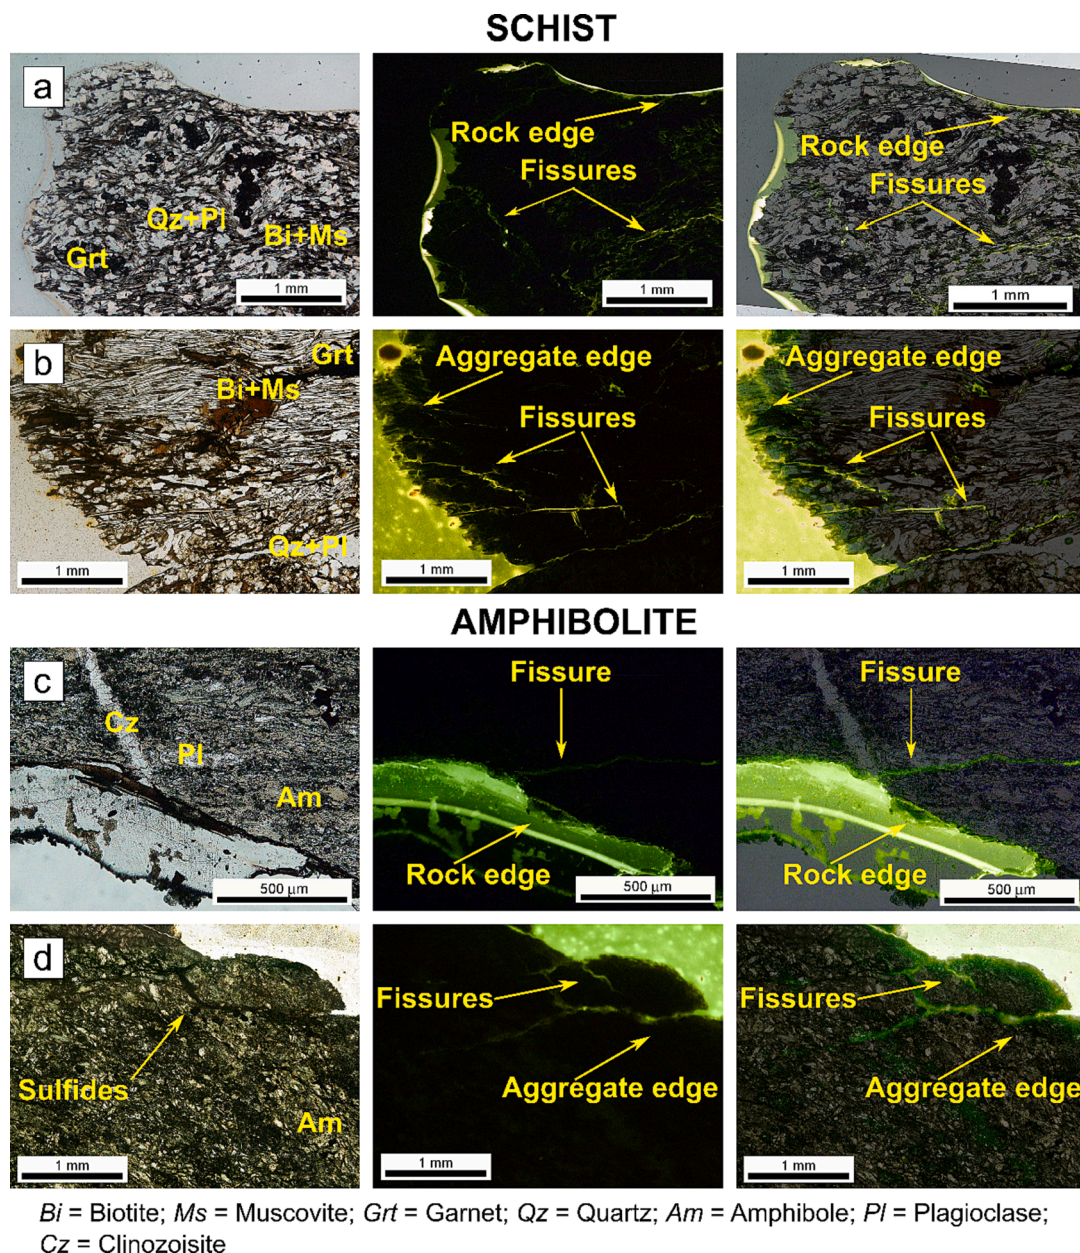 SCHIST
a
Qz+Pl
Bi+Ms
Grt
1 mm
Rock edge
Fissures
1 mm
Rock edge
Fissures
1 mm
b
Grt
Bi+Ms
Qz+Pl
1 mm
Aggregate edge
Fissures
1 mm
Aggregate edge
Fissures
1 mm
AMPHIBOLITE
c
Cz
Pl
Am
500 µm
Fissure
Rock edge
500 µm
Fissure
Rock edge
500 µm
d
Sulfides
Am
1 mm
Fissures
Aggregate edge
1 mm
Fissures
Aggregate edge
1 mm
Bi = Biotite; Ms = Muscovite; Grt = Garnet; Qz = Quartz; Am = Amphibole; Pl = Plagioclase;
Cz = Clinozoisite